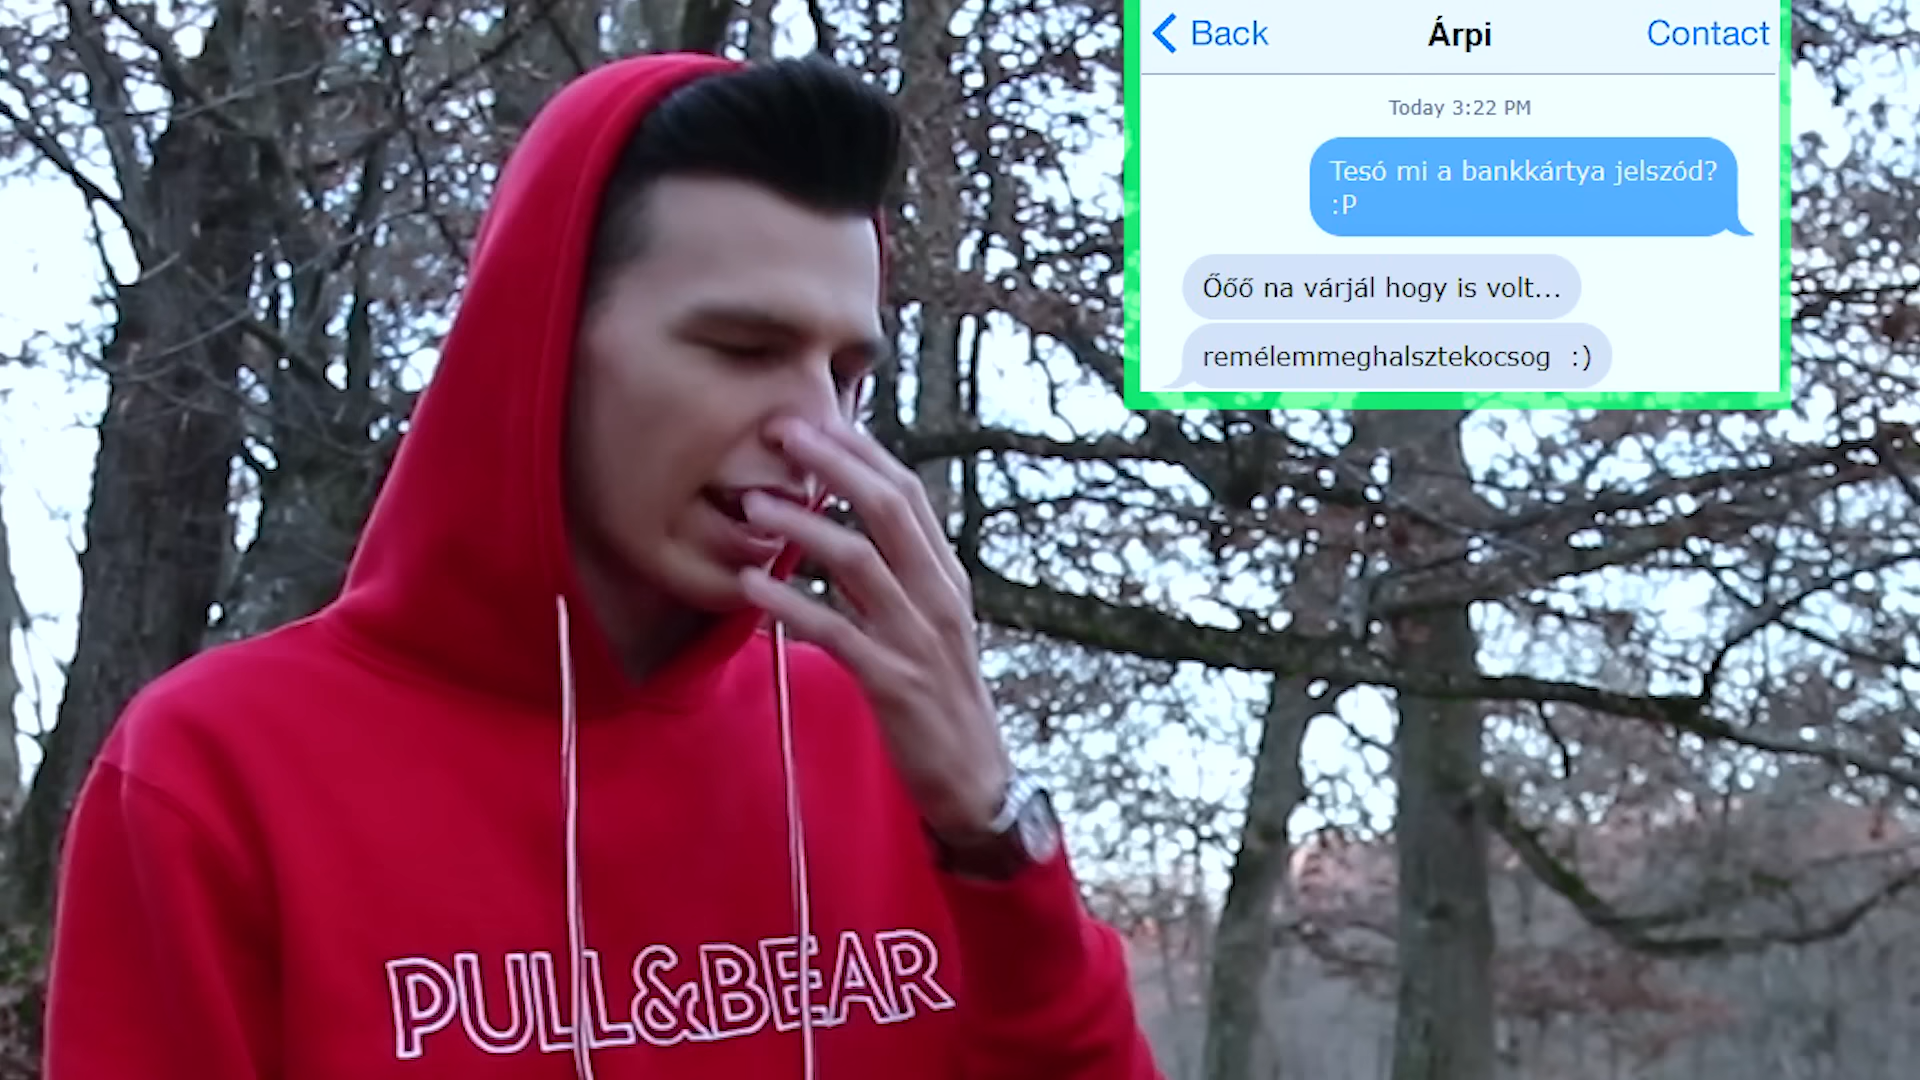 Back Árpi Contact
Today 3:22 PM
Tesó mi a bankkártya jelszód?
:P
Őőő na várjál hogy is volt...
remélemmeghalsztekocsog :)
PULL&BEAR